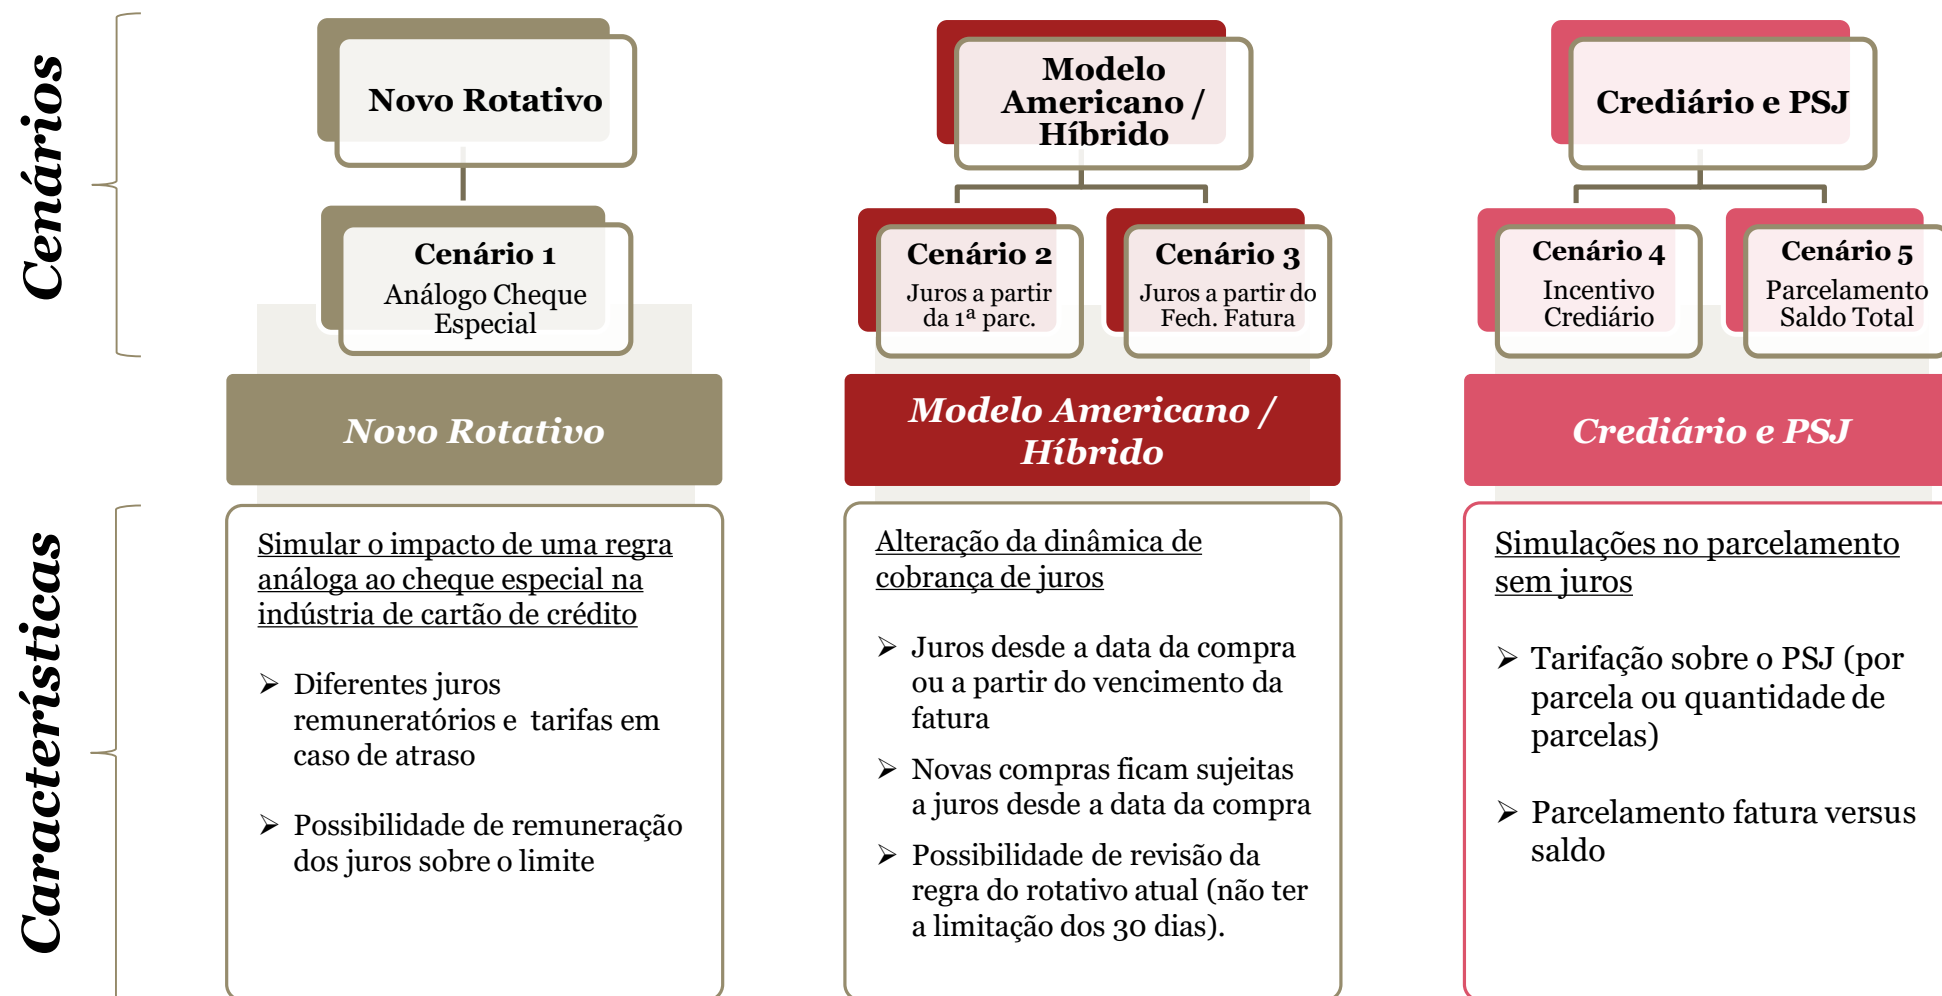 Cenários
Novo Rotativo
Cenário 1
Análogo Cheque
Especial
Modelo
Americano /
Híbrido
Cenário 2
Juros a partir
da 1ª parc.
Cenário 3
Juros a partir do
Fech. Fatura
Crediário e PSJ
Cenário 4
Incentivo
Crediário
Cenário 5
Parcelamento
Saldo Total
Características
Novo Rotativo
Simular o impacto de uma regra
análoga ao cheque especial na
indústria de cartão de crédito
➢ Diferentes juros
remuneratórios e tarifas em
caso de atraso
➢ Possibilidade de remuneração
dos juros sobre o limite
Modelo Americano /
Híbrido
Alteração da dinâmica de
cobrança de juros
➢ Juros desde a data da compra
ou a partir do vencimento da
fatura
➢ Novas compras ficam sujeitas
a juros desde a data da compra
➢ Possibilidade de revisão da
regra do rotativo atual (não ter
a limitação dos 30 dias).
Crediário e PSJ
Simulações no parcelamento
sem juros
➢ Tarifação sobre o PSJ (por
parcela ou quantidade de
parcelas)
➢ Parcelamento fatura versus
saldo